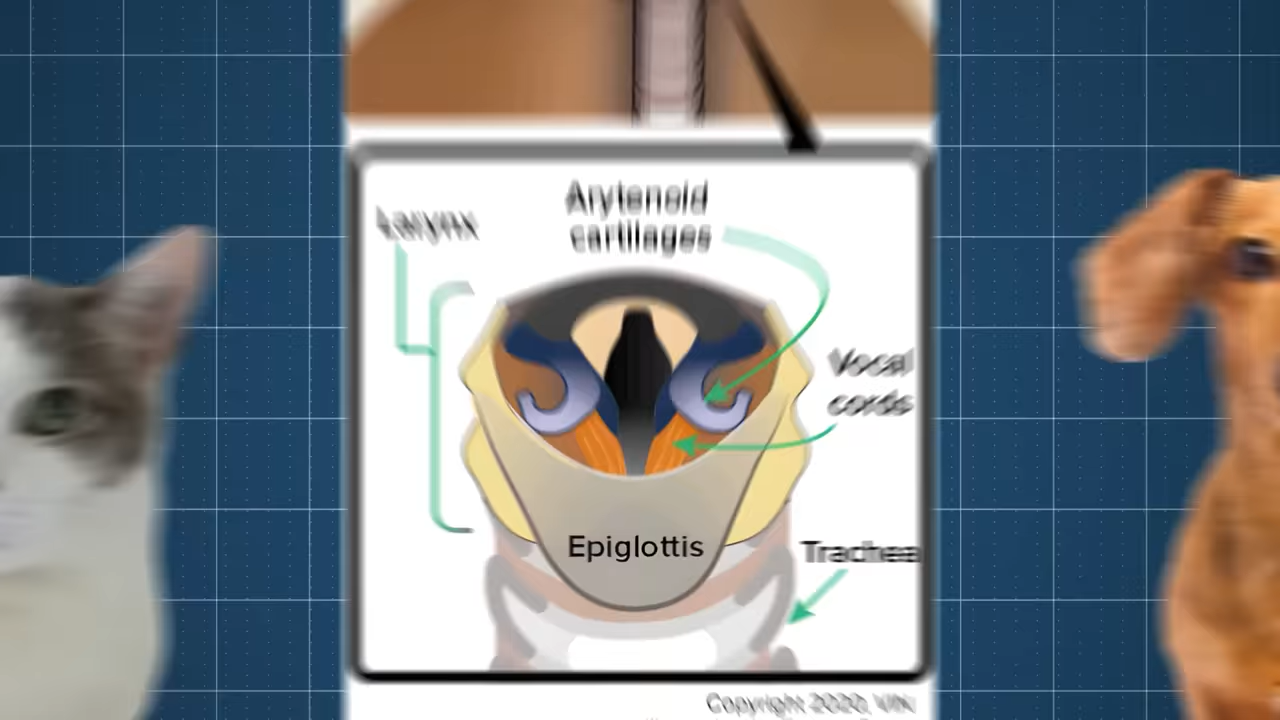 Arytenoid
Larynx
cartilages
Vocal
cords
Epiglottis
Trachea
Copyright 2020, VIN